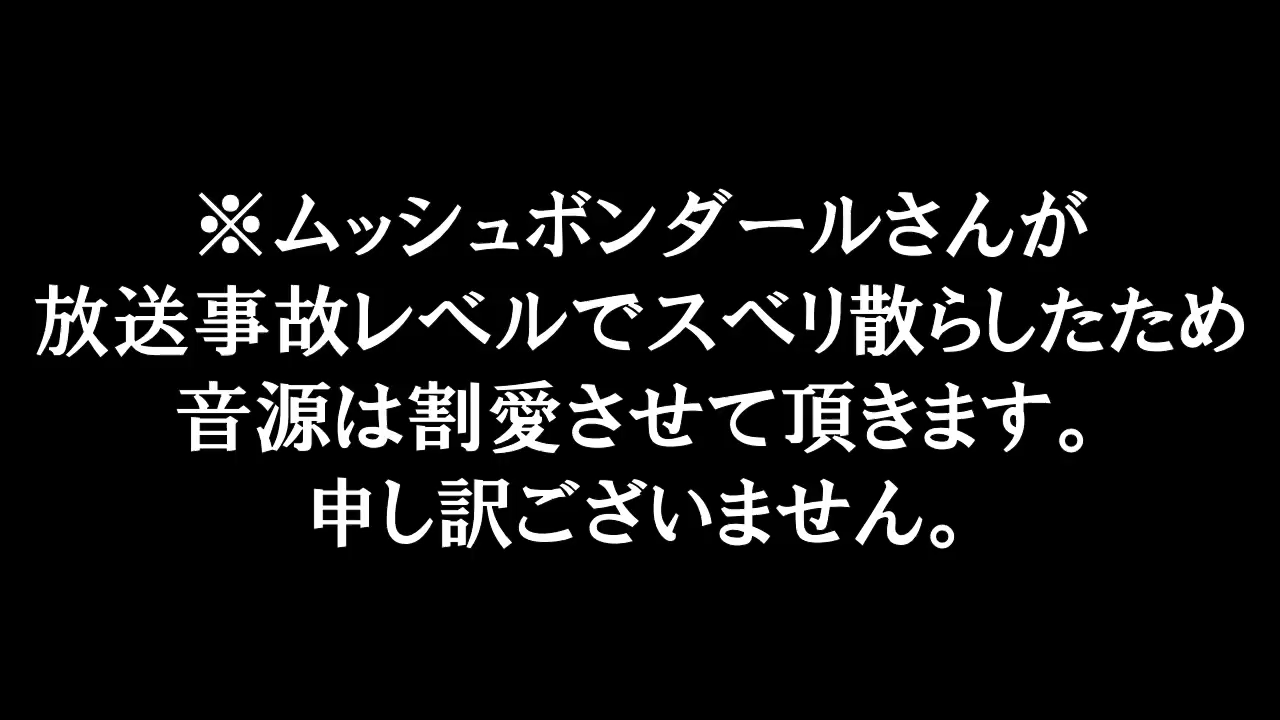 ※ムッシュボンダールさんが
放送事故レベルでスベリ散らしたため
音源は割愛させて頂きます。
申し訳ございません。